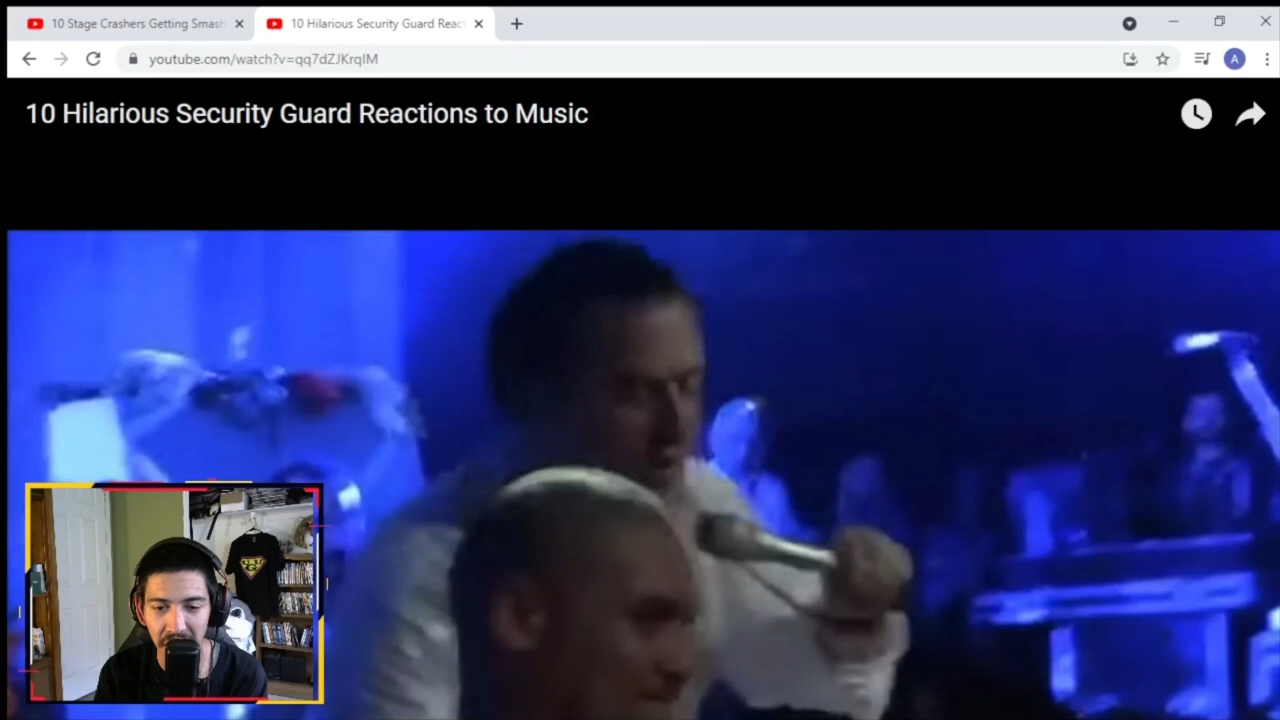 10 Stage Crashers Getting Smash
10 Hilarious Security Guard Reac
youtube.com/watch?v=qq7dZJKrqlM
A
10 Hilarious Security Guard Reactions to Music